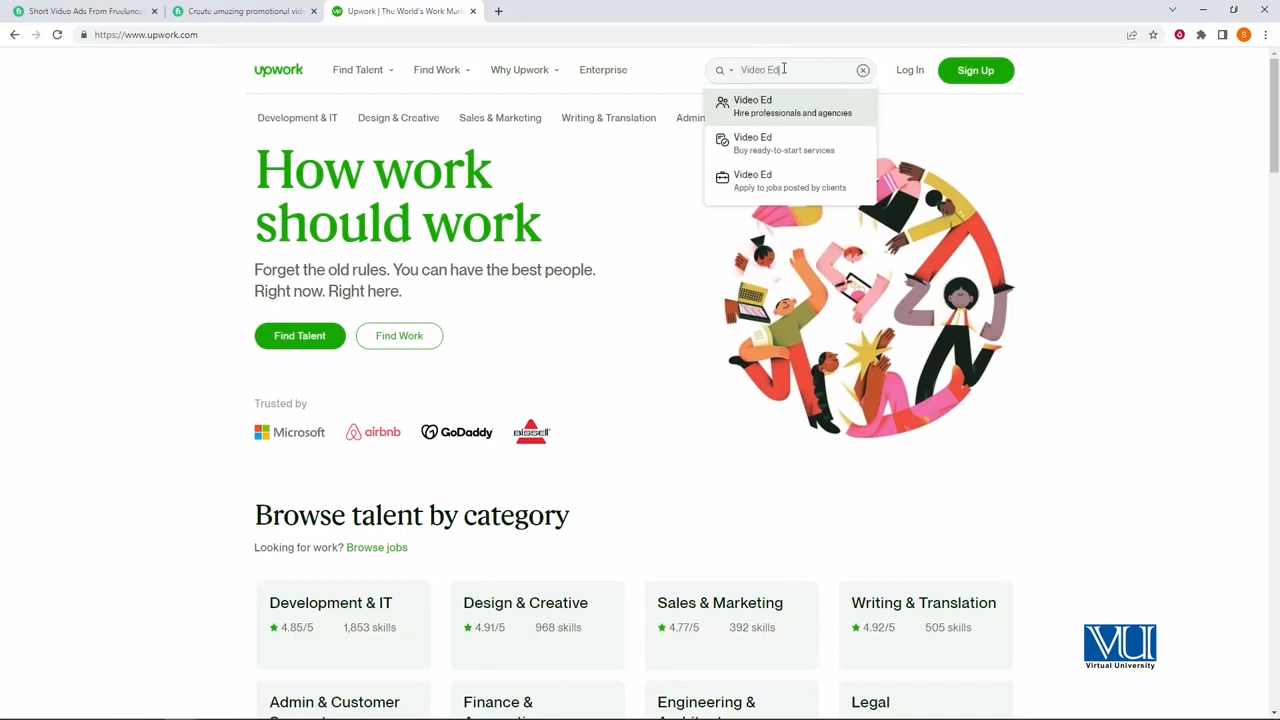 Short Video Ads From Freelance
Create amazing promotional vide
Upwork | The World's Work Mark
S
https://www.upwork.com
upwork
Find Talent
Find Work
Why Upwork
Enterprise
Video Ed
Log In
Sign Up
Video Ed
Hire professionals and agencies
Video Ed
Buy ready-to-start services
Video Ed
Apply to jobs posted by clients
Development & IT
Design & Creative
Sales & Marketing
Writing & Translation
Admin
How work
should work
Forget the old rules. You can have the best people.
Right now. Right here.
Find Talent
Find Work
Trusted by
Microsoft
airbnb
GoDaddy
BISSELL
Browse talent by category
Looking for work? Browse jobs
Development & IT
4.85/5 1,853 skills
Design & Creative
4.91/5 968 skills
Sales & Marketing
4.77/5 392 skills
Writing & Translation
4.92/5 505 skills
VU
Virtual University
Admin & Customer
Finance &
Engineering &
Legal